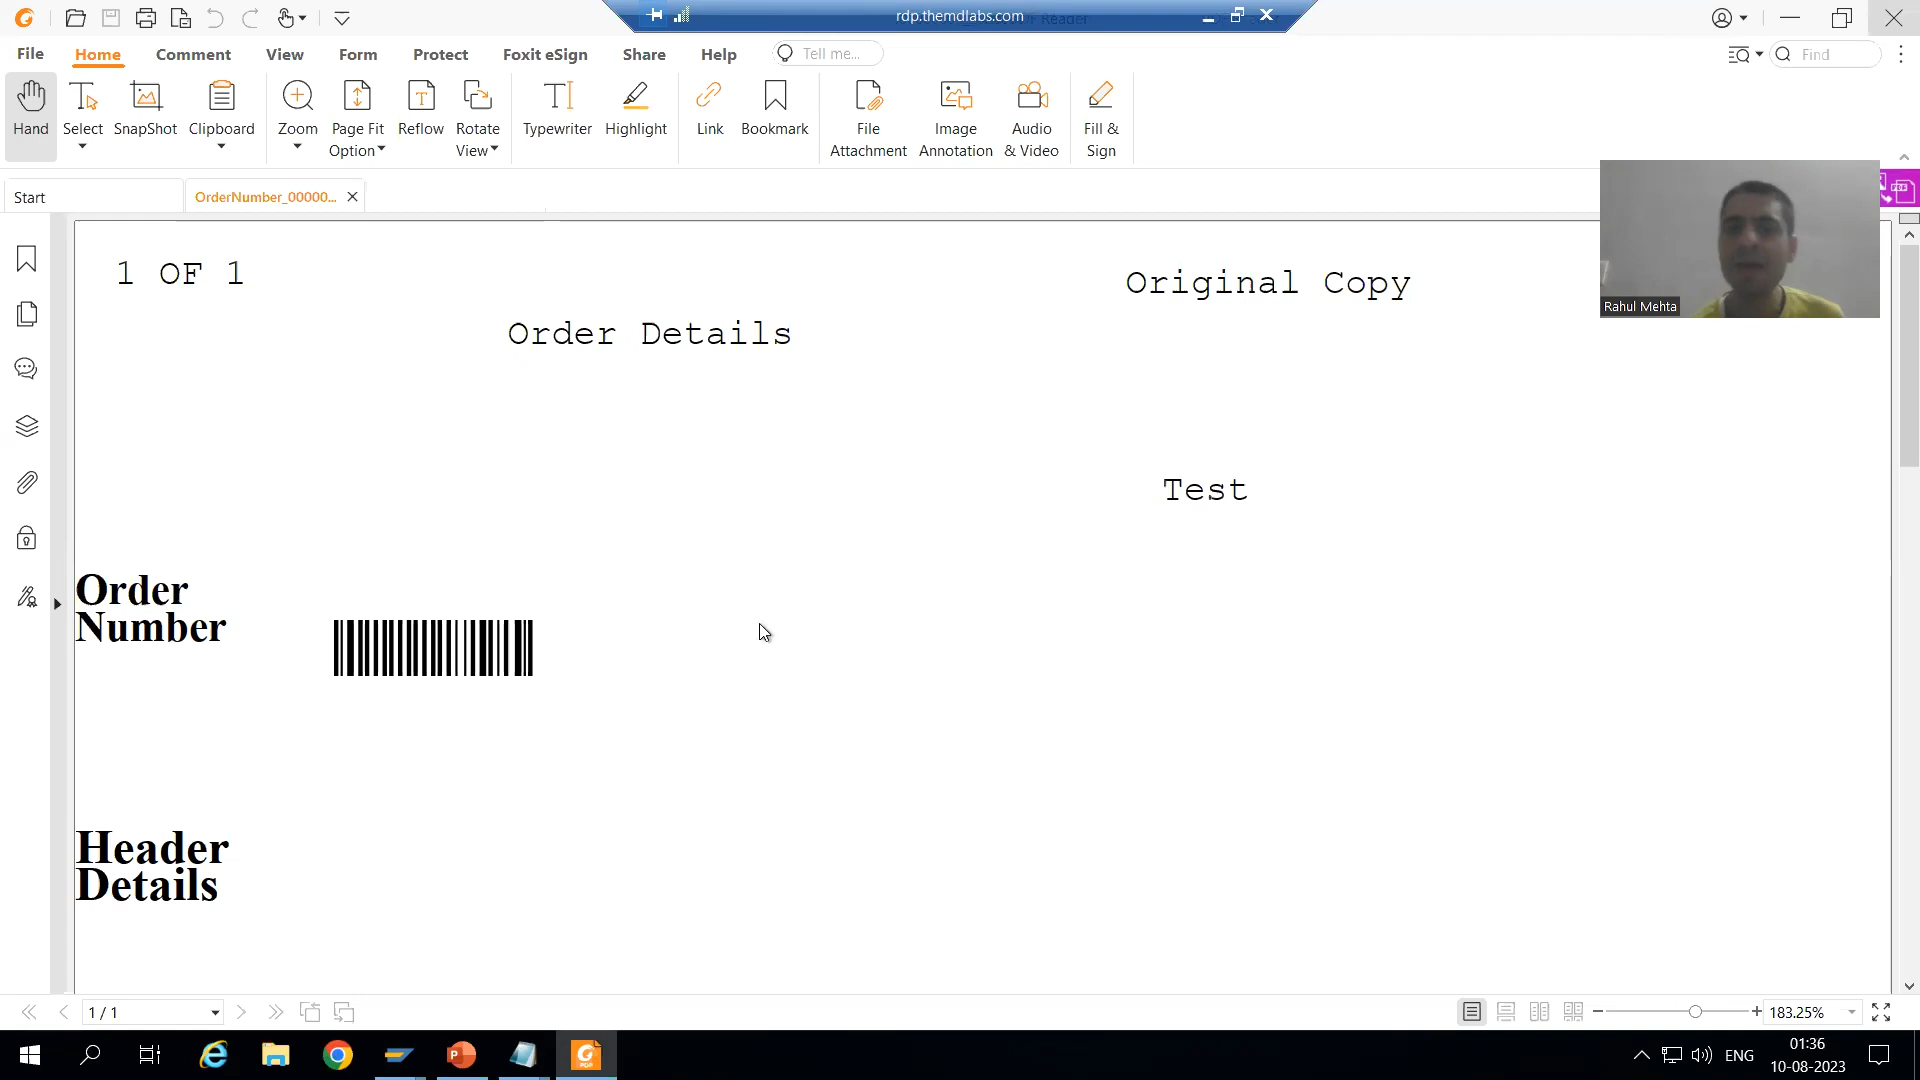 rdp.themdlabs.com
File
Home
Comment
View
Form
Protect
Foxit eSign
Share
Help
Tell me...
Find
Hand
Select
SnapShot
Clipboard
Zoom
Page Fit
Option
Reflow
Rotate
View
Typewriter
Highlight
Link
Bookmark
File
Attachment
Image
Annotation
Audio
& Video
Fill &
Sign
Start
OrderNumber_00000...
1 OF 1
Original Copy
Order Details
Rahul Mehta
Test
Order
Number
Header
Details
1 / 1
183.25%
ENG
01:36
10-08-2023